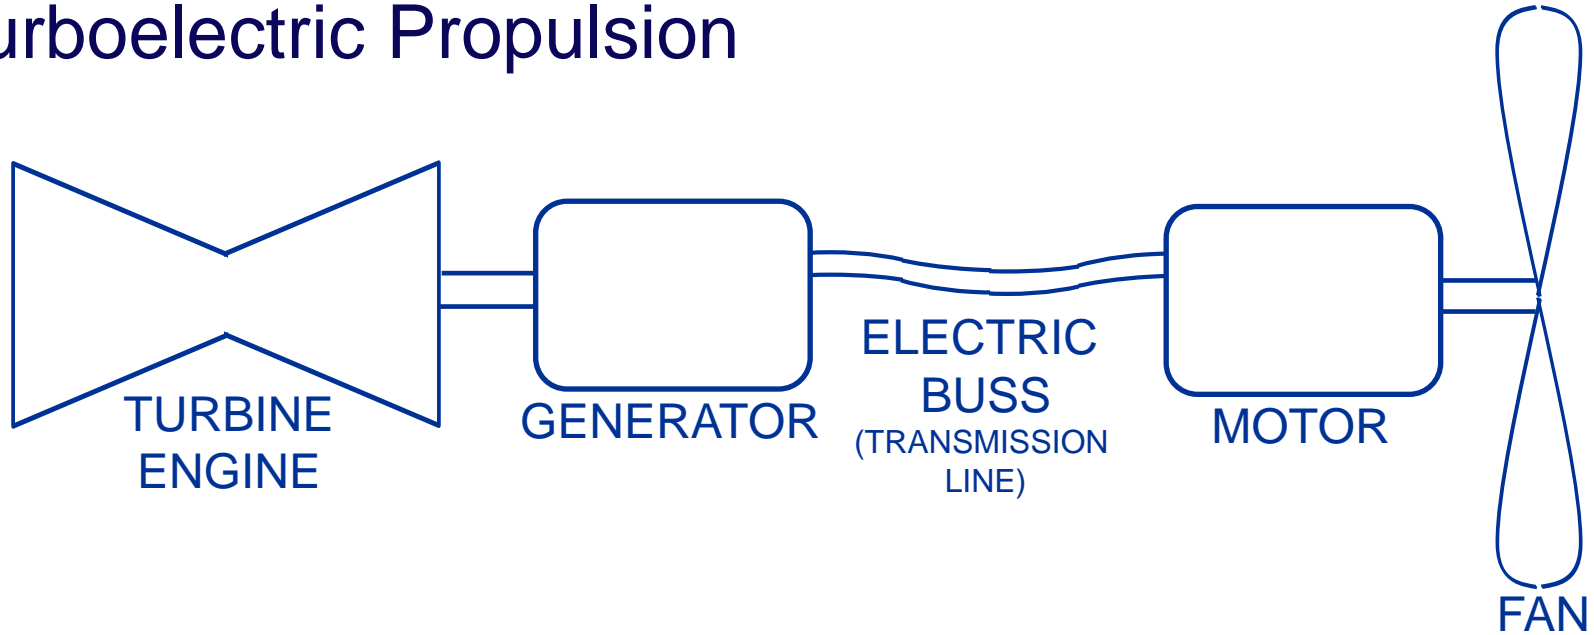 urboelectric Propulsion
TURBINE
ENGINE
GENERATOR
ELECTRIC
BUSS
(TRANSMISSION
LINE)
MOTOR
FAN